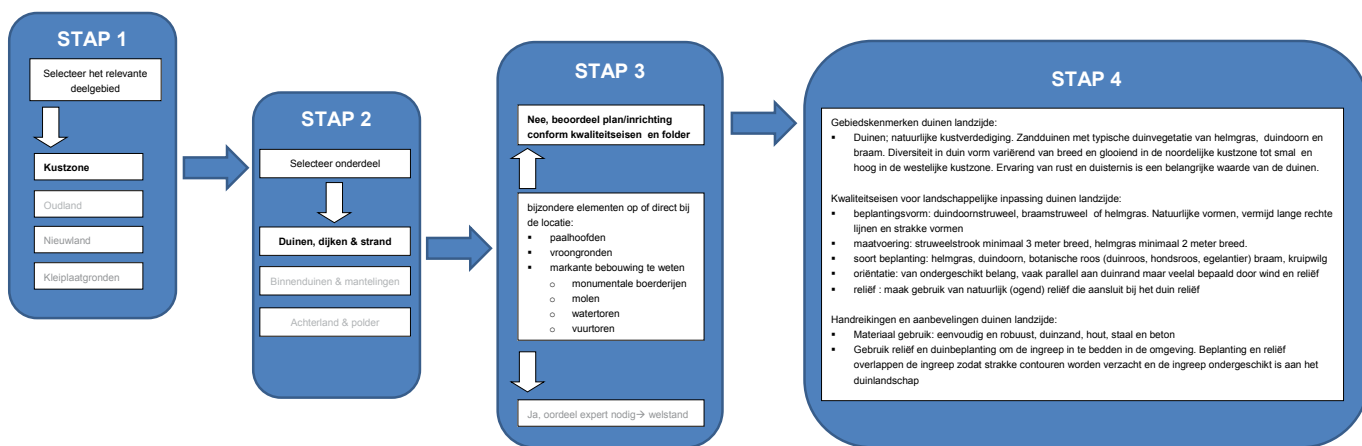 STAP 1
Selecteer het relevante
deelgebied
Kustzone
Oudland
Nieuwland
Kleiplaatgronden
STAP 2
Selecteer onderdeel
Duinen, dijken & strand
Binnenduinen & mantelingen
Achterland & polder
STAP 3
Nee, beoordeel plan/inrichting
conform kwaliteitseisen en folder
bijzondere elementen op of direct bij
de locatie:
▪ paalhoofden
▪ vroongronden
▪ markante bebouwing te weten
o monumentale boerderijen
o molen
o watertoren
o vuurtoren
Ja, oordeel expert nodig→ welstand
STAP 4
Gebiedskenmerken duinen landzijde:
▪ Duinen; natuurlijke kustverdediging. Zandduinen met typische duinvegetatie van helmgras, duindoorn en
braam. Diversiteit in duin vorm variërend van breed en glooiend in de noordelijke kustzone tot smal en
hoog in de westelijke kustzone. Ervaring van rust en duisternis is een belangrijke waarde van de duinen.
Kwaliteitseisen voor landschappelijke inpassing duinen landzijde:
▪ beplantingsvorm: duindoornstruweel, braamstruweel of helmgras. Natuurlijke vormen, vermijd lange rechte
lijnen en strakke vormen
▪ maatvoering: struweelstrook minimaal 3 meter breed, helmgras minimaal 2 meter breed.
▪ soort beplanting: helmgras, duindoorn, botanische roos (duinroos, hondsroos, egelantier) braam, kruipwilg
▪ oriëntatie: van ondergeschikt belang, vaak parallel aan duinrand maar veelal bepaald door wind en reliëf
▪ reliëf : maak gebruik van natuurlijk (ogend) reliëf die aansluit bij het duin reliëf
Handreikingen en aanbevelingen duinen landzijde:
▪ Materiaal gebruik: eenvoudig en robuust, duinzand, hout, staal en beton
▪ Gebruik reliëf en duinbeplanting om de ingreep in te bedden in de omgeving. Beplanting en reliëf
overlappen de ingreep zodat strakke contouren worden verzacht en de ingreep ondergeschikt is aan het
duinlandschap